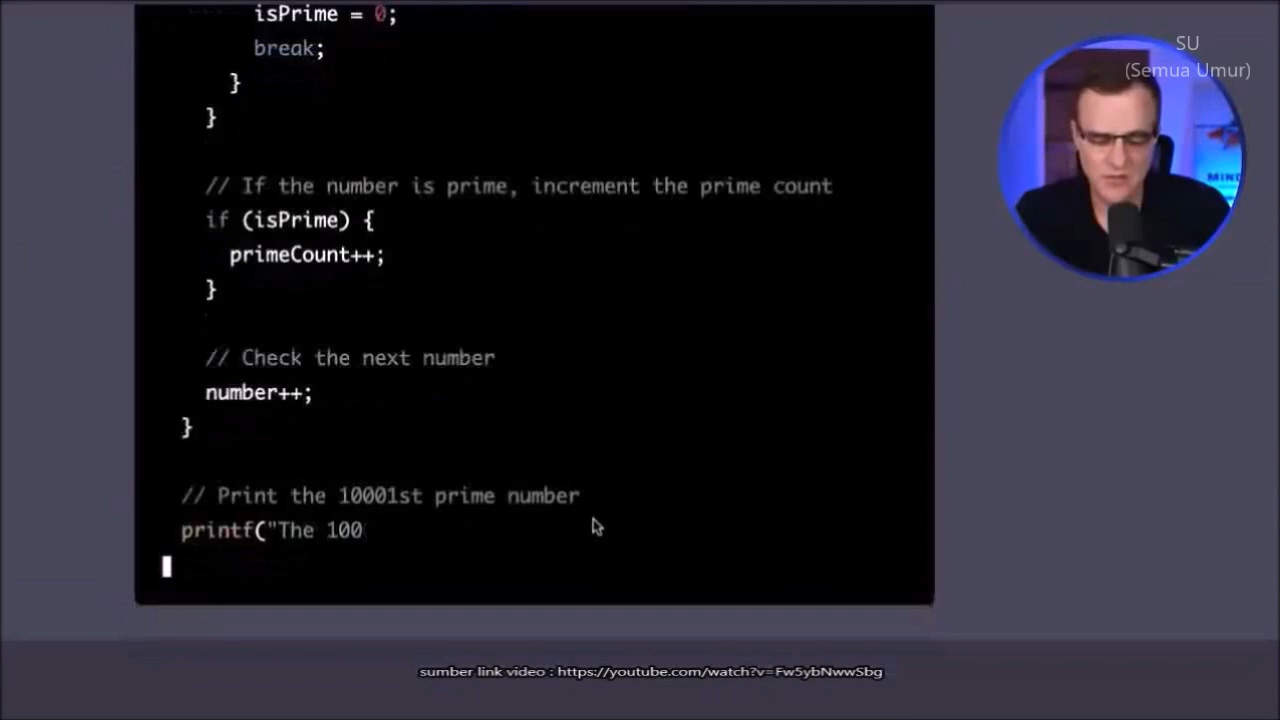 isPrime = 0;
break;
}
}
// If the number is prime, increment the prime count
if (isPrime) {
primeCount++;
}
// Check the next number
number++;
}
// Print the 10001st prime number
printf("The 100
SU
(Semua Umur)
MIND
sumber link video : https://youtube.com/watch?v=Fw5ybNwwSbg